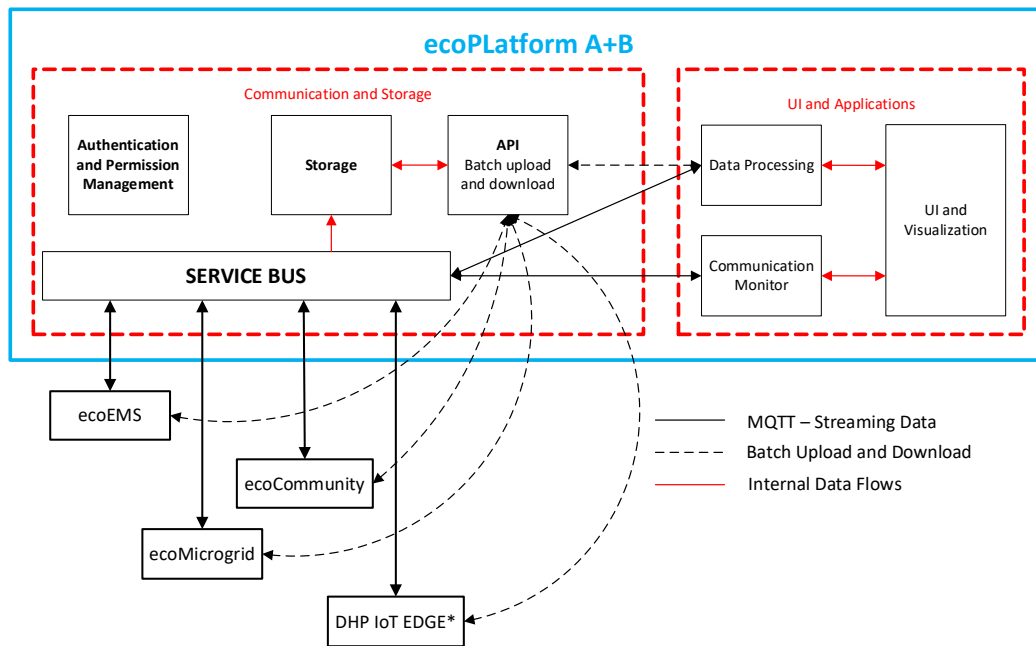 ecoPLatform A+B
Communication and Storage
UI and Applications
Authentication
and Permission
Management
Storage
API
Batch upload
and download
Data Processing
UI and
Visualization
SERVICE BUS
Communication
Monitor
ecoEMS
ecoCommunity
ecoMicrogrid
DHP IoT EDGE*
MQTT – Streaming Data
Batch Upload and Download
Internal Data Flows